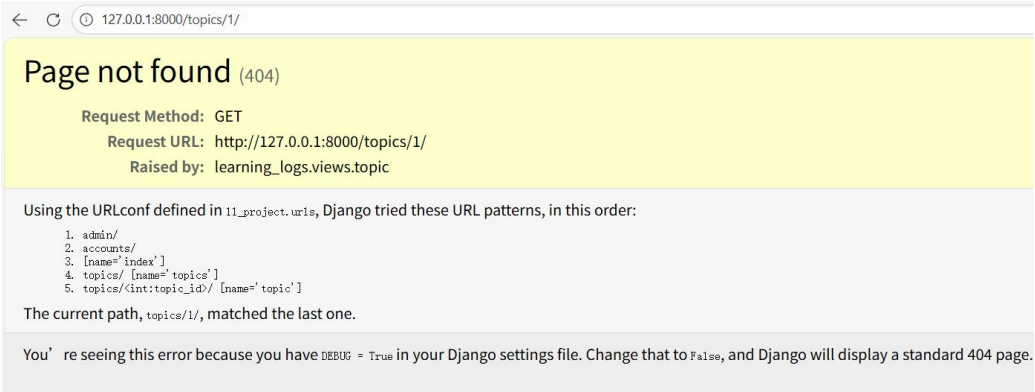 127.0.0.1:8000/topics/1/
Page not found (404)
Request Method: GET
Request URL: http://127.0.0.1:8000/topics/1/
Raised by: learning_logs.views.topic
Using the URLconf defined in ll_project.urls, Django tried these URL patterns, in this order:
1. admin/
2. accounts/
3. [name='index']
4. topics/ [name='topics']
5. topics/<int:topic_id>/ [name='topic']
The current path, topics/1/, matched the last one.
You’re seeing this error because you have DEBUG = True in your Django settings file. Change that to False, and Django will display a standard 404 page.